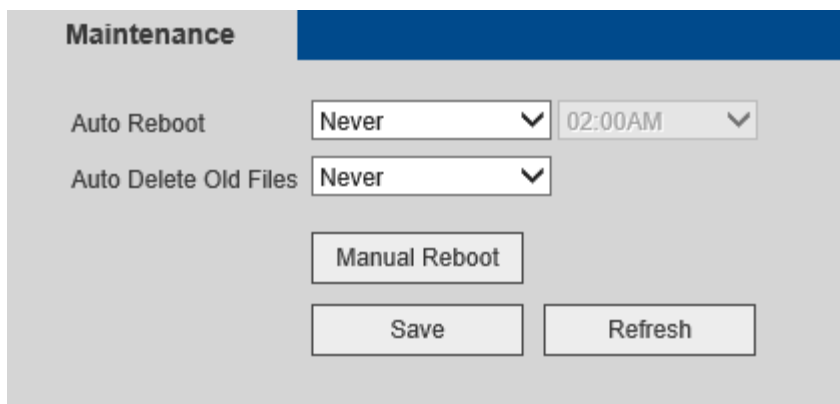 Maintenance
Auto Reboot Never 02:00AM
Auto Delete Old Files Never
Manual Reboot
Save Refresh